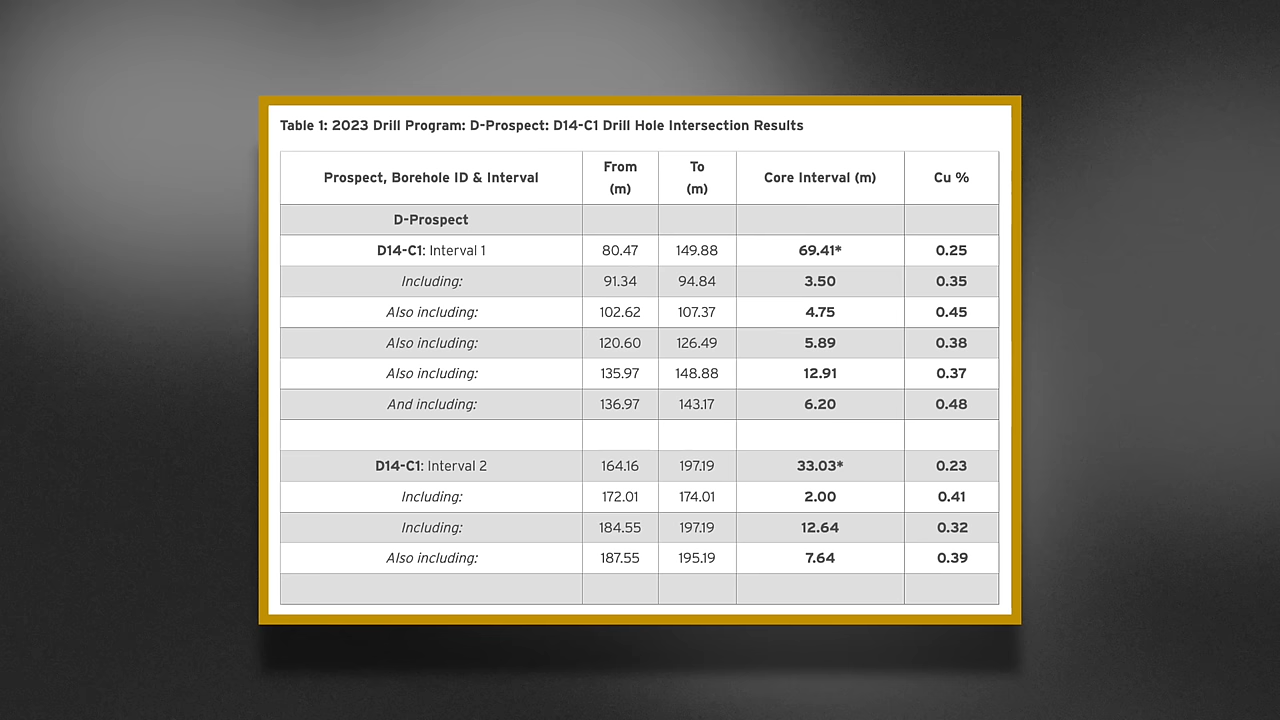 Table 1: 2023 Drill Program: D-Prospect: D14-C1 Drill Hole Intersection Results
Prospect, Borehole ID & Interval From (m) To (m) Core Interval (m) Cu %
D-Prospect
D14-C1: Interval 1 80.47 149.88 69.41* 0.25
Including: 91.34 94.84 3.50 0.35
Also including: 102.62 107.37 4.75 0.45
Also including: 120.60 126.49 5.89 0.38
Also including: 135.97 148.88 12.91 0.37
And including: 136.97 143.17 6.20 0.48
D14-C1: Interval 2 164.16 197.19 33.03* 0.23
Including: 172.01 174.01 2.00 0.41
Including: 184.55 197.19 12.64 0.32
Also including: 187.55 195.19 7.64 0.39